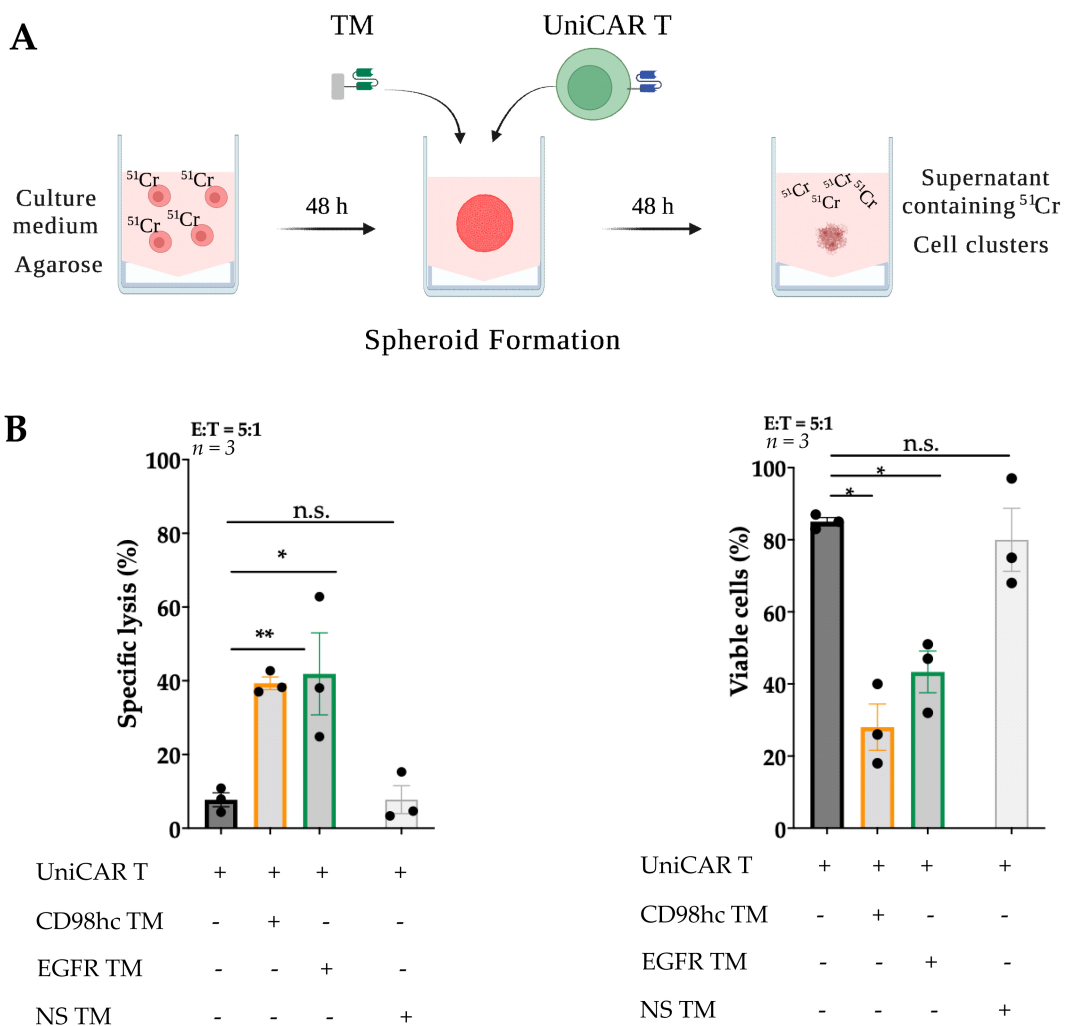 A
TM
UniCAR T
51Cr 51Cr
51Cr 51Cr
Culture
medium
Agarose
48 h
48 h
51Cr 51Cr 51Cr
51Cr
Supernatant
containing 51Cr
Cell clusters
Spheroid Formation
B
E:T = 5:1
n = 3
Specific lysis (%)
100
80
60
40
20
0
n.s.
*
**
UniCAR T + + + +
CD98hc TM - + - -
EGFR TM - - + -
NS TM - - - +
E:T = 5:1
n = 3
Viable cells (%)
100
80
60
40
20
0
n.s.
*
*
UniCAR T + + + +
CD98hc TM - + - -
EGFR TM - - + -
NS TM - - - +